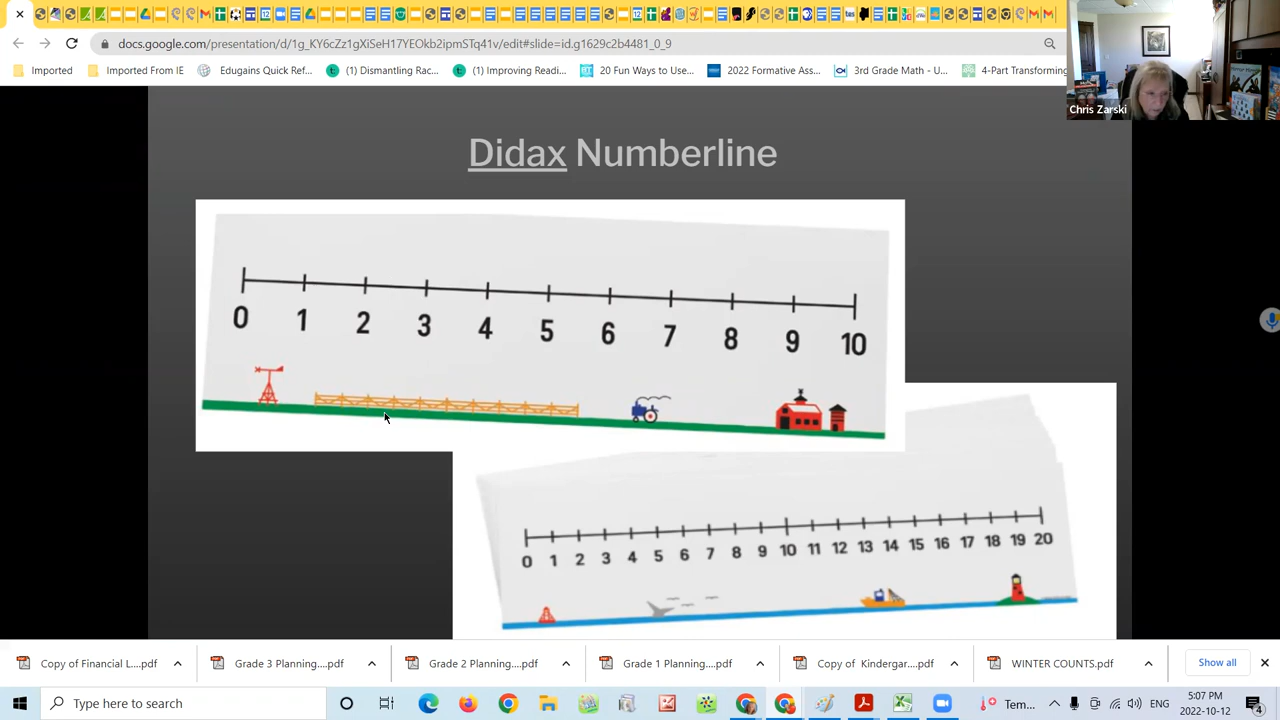 docs.google.com/presentation/d/1g_KY6cZz1gXiSeH17YEOkb2ipmSTq41v/edit#slide=id.g1629c2b4481_0_9
Imported
Imported From IE
Edugains Quick Ref...
(1) Dismantling Rac...
(1) Improving Readi...
20 Fun Ways to Use...
2022 Formative Ass...
3rd Grade Math - U...
4-Part Transforming
Chris Zarski
Didax Numberline
0 1 2 3 4 5 6 7 8 9 10
0 1 2 3 4 5 6 7 8 9 10 11 12 13 14 15 16 17 18 19 20
Copy of Financial L....pdf
Grade 3 Planning....pdf
Grade 2 Planning....pdf
Grade 1 Planning....pdf
Copy of Kindergar....pdf
WINTER COUNTS.pdf
Show all
Type here to search
Tem...
ENG
5:07 PM
2022-10-12
4